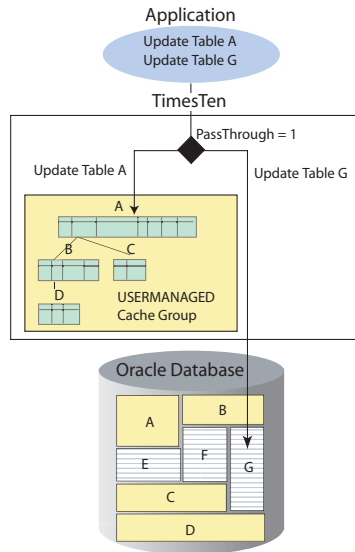 Application
Update Table A
Update Table G
TimesTen
PassThrough = 1
Update Table A
Update Table G
A
B
C
D
USERMANAGED
Cache Group
Oracle Database
A
B
E
F
G
C
D